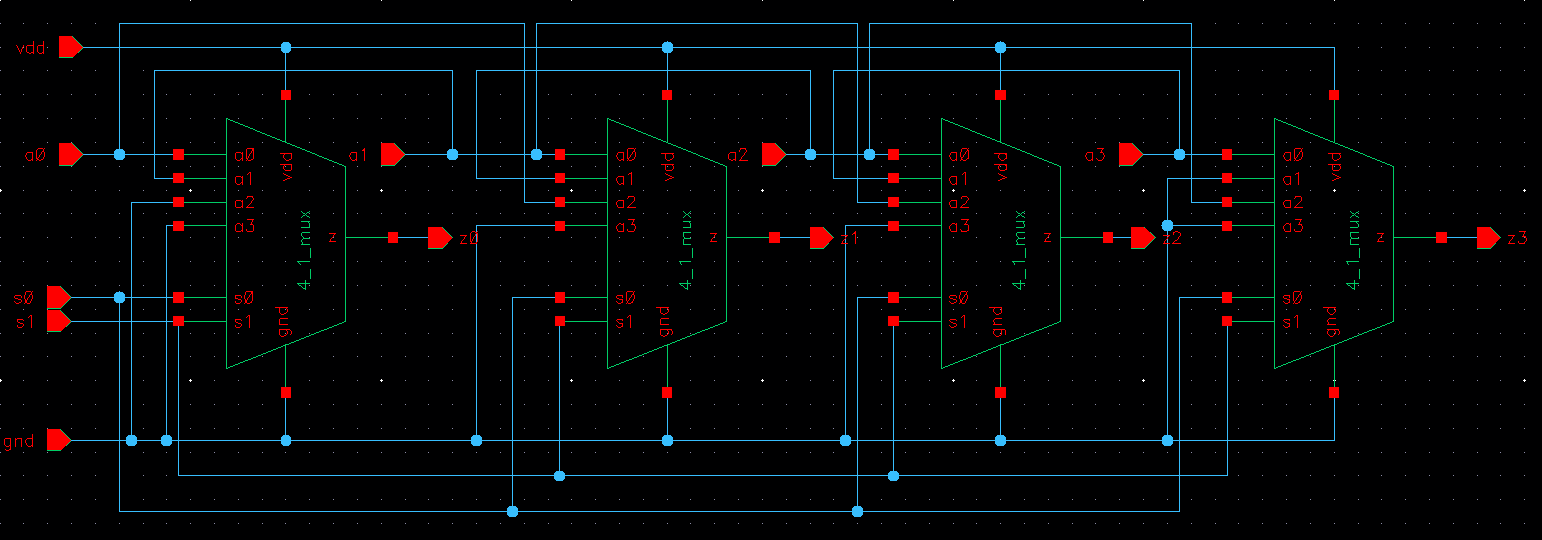 vdd
a0 a0 vdd a1 a0 vdd a2 a0 vdd a3 a0 vdd
a1 a1 a1 a1
a2 a2 a2 a2
a3 a3 a3 a3
4_1_mux 4_1_mux 4_1_mux 4_1_mux
z z0 z z1 z z2 z z3
s0 s0 s0 s0 s0
s1 s1 gnd s1 gnd s1 gnd s1 gnd
gnd